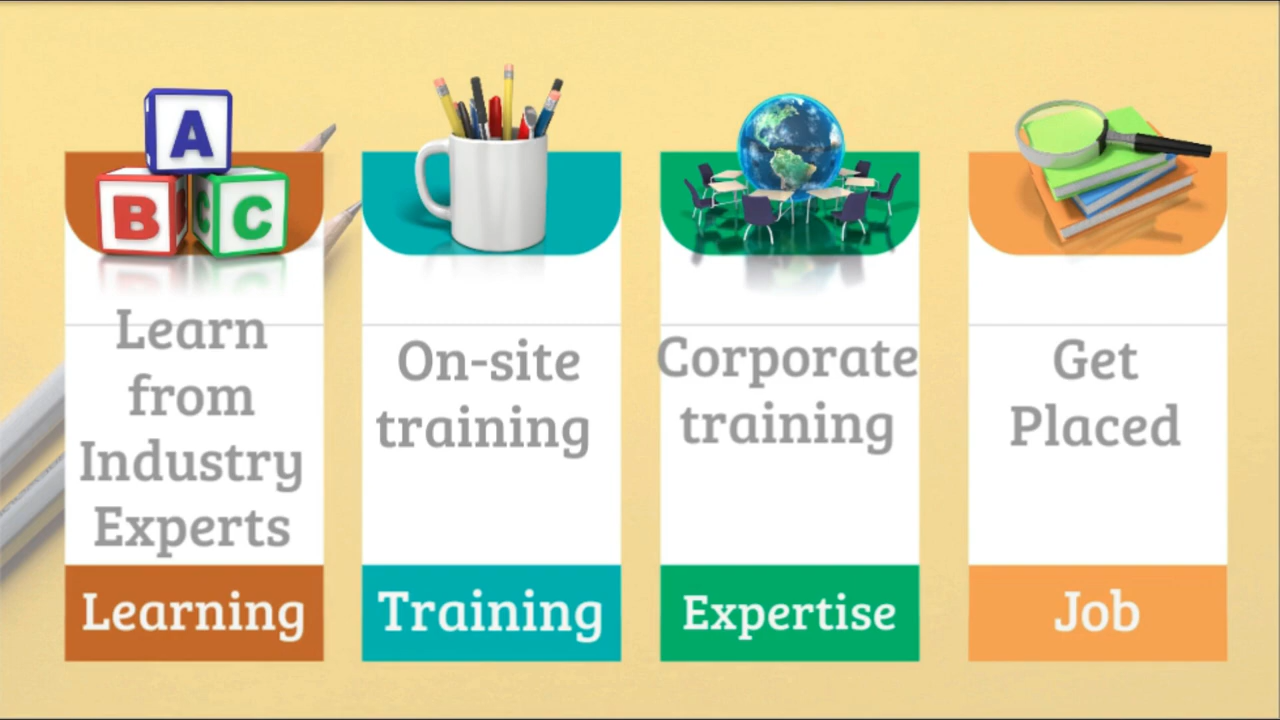 A
B C C
Learn
from
Industry
Experts
Learning
On-site
training
Training
Corporate
training
Expertise
Get
Placed
Job